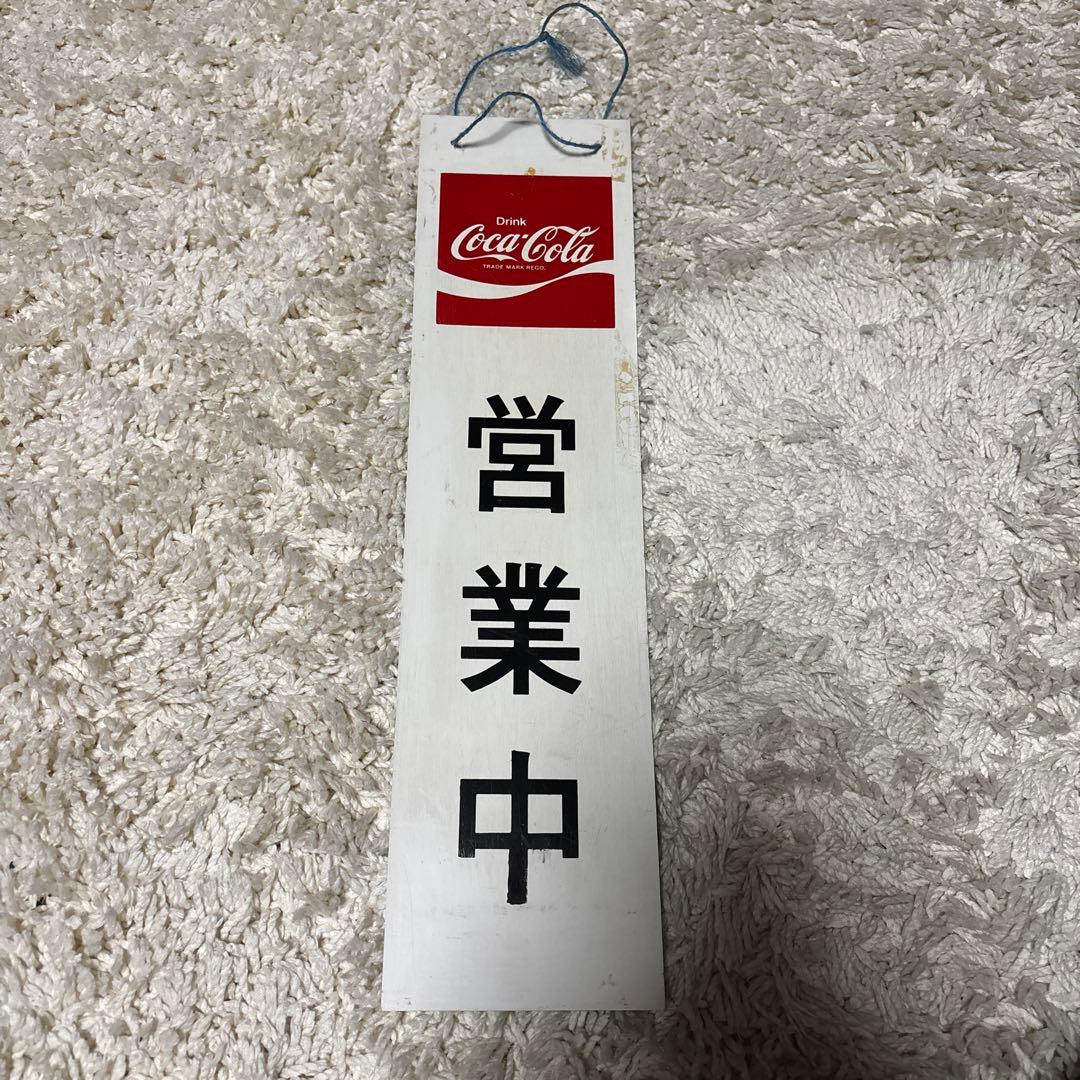 Drink
Coca-Cola
TRADE MARK REGD.
営業中